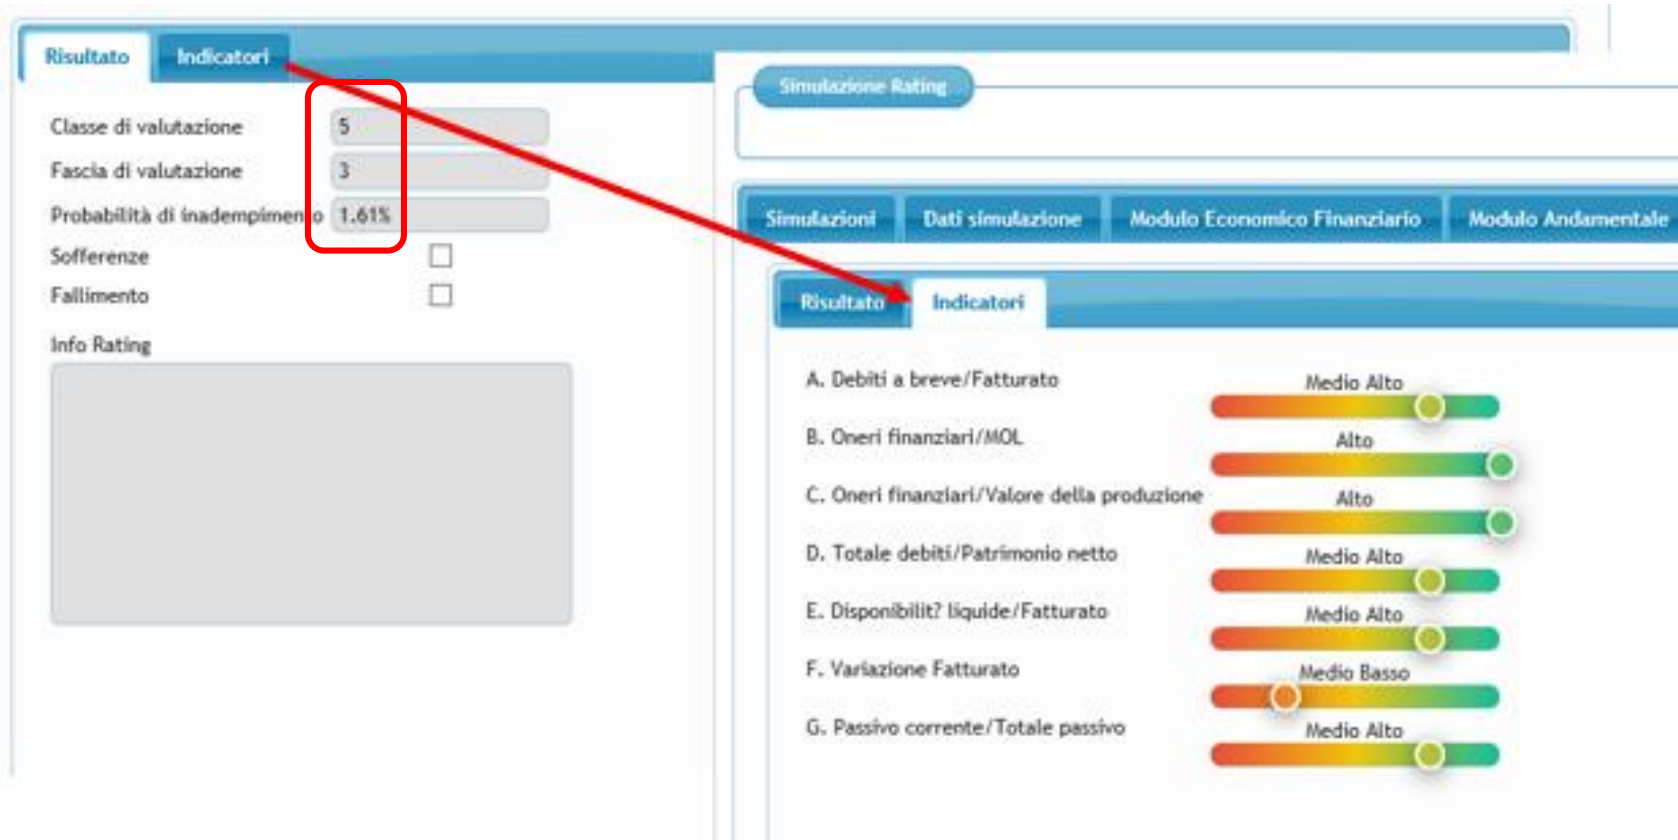 Risultato
Indicatori
Classe di valutazione
5
Fascia di valutazione
3
Probabilità di inadempimento
1.61%
Sofferenze
Fallimento
Info Rating
Simulazione Rating
Simulazioni
Dati simulazione
Modulo Economico Finanziario
Modulo Andamentale
Risultato
Indicatori
A. Debiti a breve/Fatturato
Medio Alto
B. Oneri finanziari/MOL
Alto
C. Oneri finanziari/Valore della produzione
Alto
D. Totale debiti/Patrimonio netto
Medio Alto
E. Disponibilit? liquide/Fatturato
Medio Alto
F. Variazione Fatturato
Medio Basso
G. Passivo corrente/Totale passivo
Medio Alto